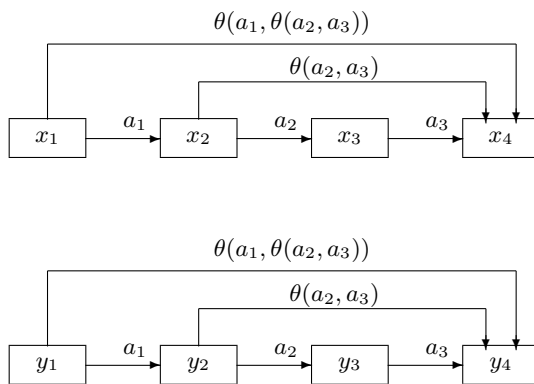 θ(a₁, θ(a₂, a₃))
θ(a₂, a₃)
x₁ a₁ x₂ a₂ x₃ a₃ x₄
θ(a₁, θ(a₂, a₃))
θ(a₂, a₃)
y₁ a₁ y₂ a₂ y₃ a₃ y₄